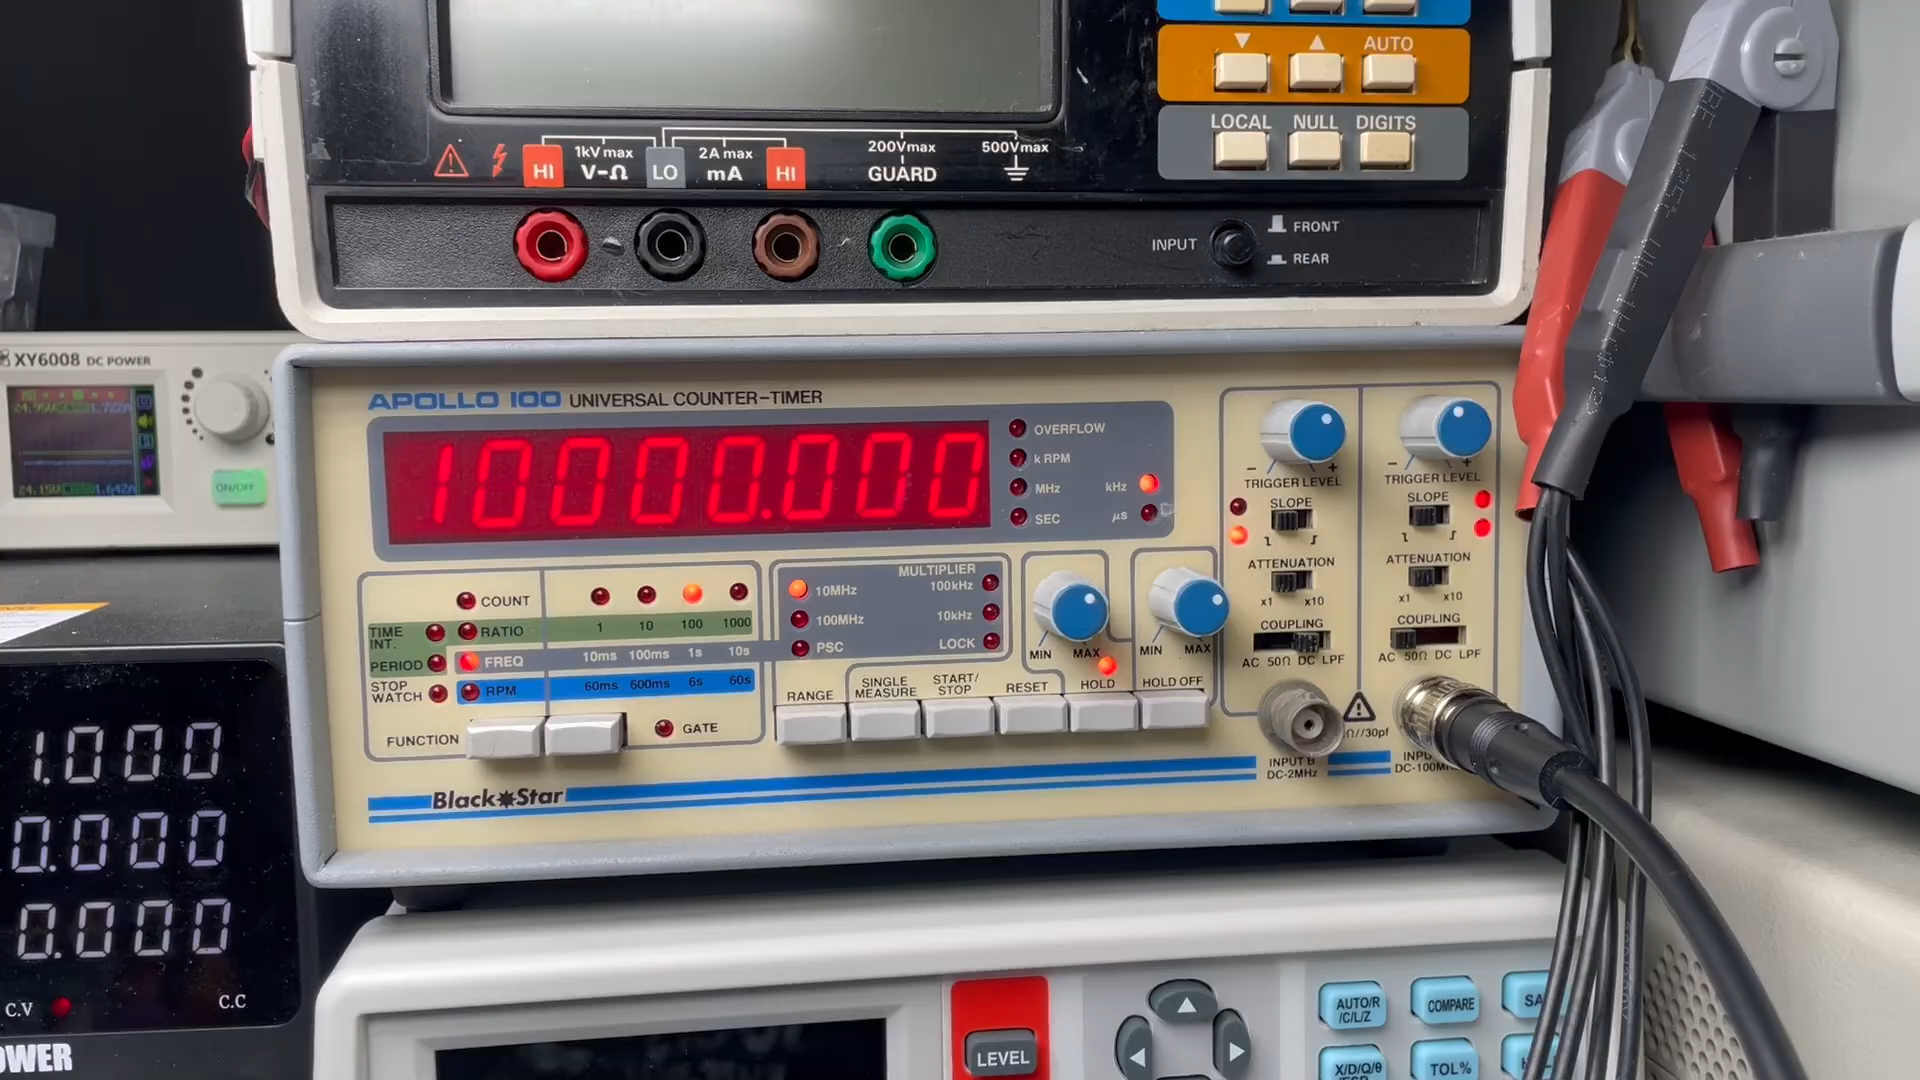 AUTO
LOCAL NULL DIGITS
1kV max
2A max
200Vmax
500Vmax
HI V-Ω LO mA HI GUARD
INPUT
FRONT
REAR
XY6008 DC POWER
ON/OFF
APOLLO 100 UNIVERSAL COUNTER-TIMER
10000.000
OVERFLOW
k RPM
MHz kHz
SEC µs
TRIGGER LEVEL
SLOPE
ATTENUATION
x1 x10
COUPLING
AC 50Ω DC LPF
TRIGGER LEVEL
SLOPE
ATTENUATION
x1 x10
COUPLING
AC 50Ω DC LPF
COUNT
TIME INT. RATIO 1 10 100 1000
PERIOD FREQ 10ms 100ms 1s 10s
STOP WATCH RPM 60ms 600ms 6s 60s
FUNCTION GATE
MULTIPLIER
10MHz 100kHz
100MHz 10kHz
PSC LOCK
MIN MAX
MIN MAX
RANGE
SINGLE MEASURE
START/STOP
RESET
HOLD
HOLD OFF
Ω//30pf
INPUT B
DC-2MHz
INPU
DC-100M
Black Star
1.000
0.000
0.000
C.V C.C
OWER
LEVEL
AUTO/R
/C/L/Z
COMPARE
SA
X/D/Q/θ
TOL%